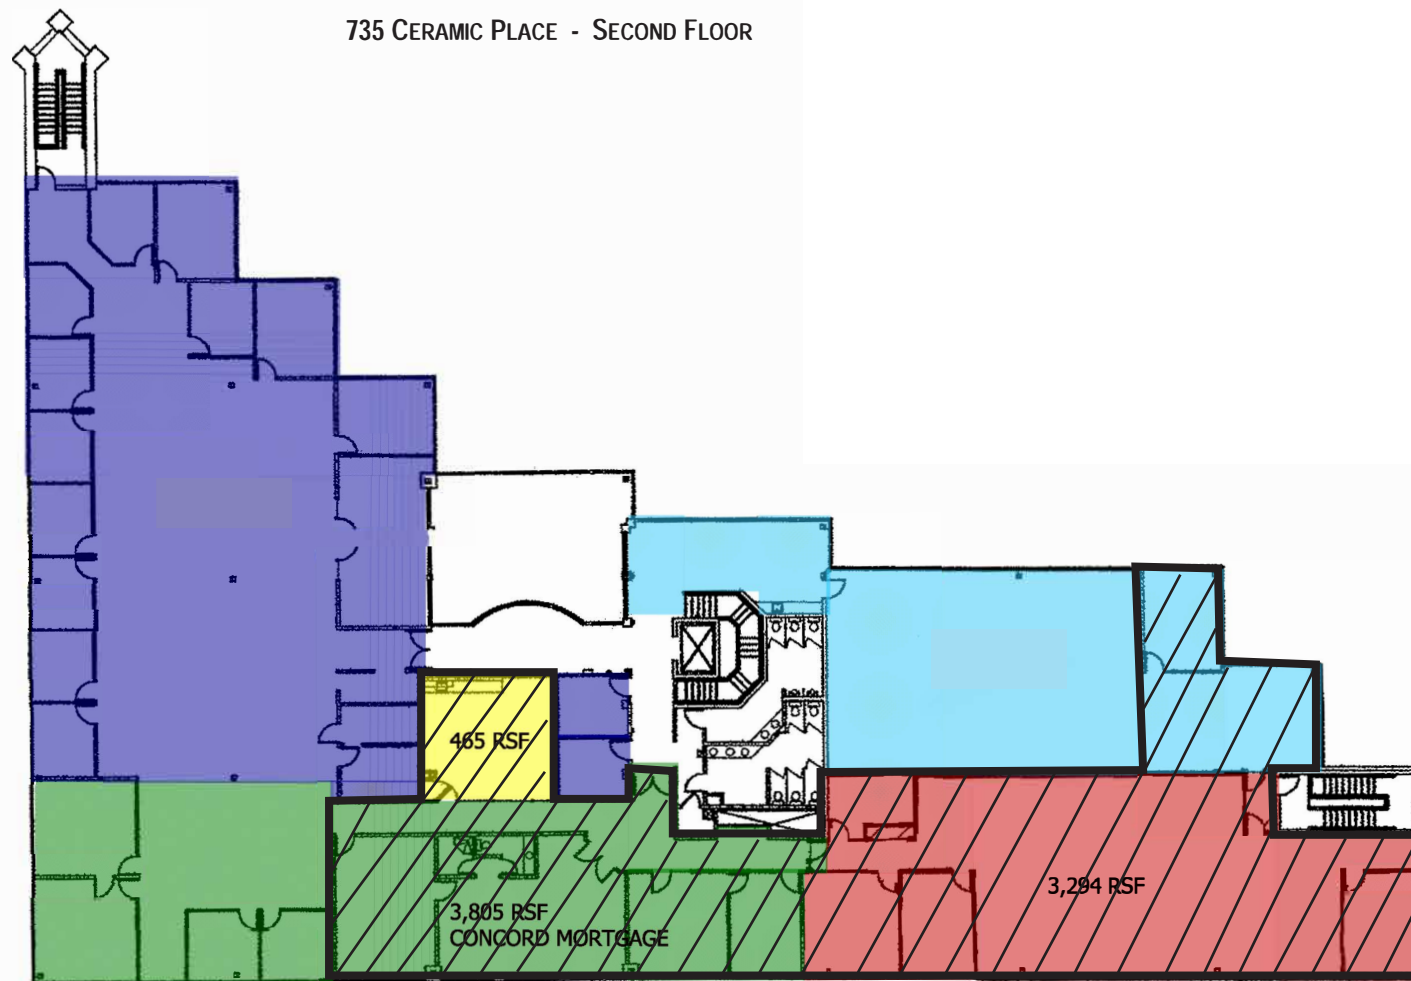 735 CERAMIC PLACE - SECOND FLOOR
465 RSF
3,294 RSF
3,805 RSF
CONCORD MORTGAGE